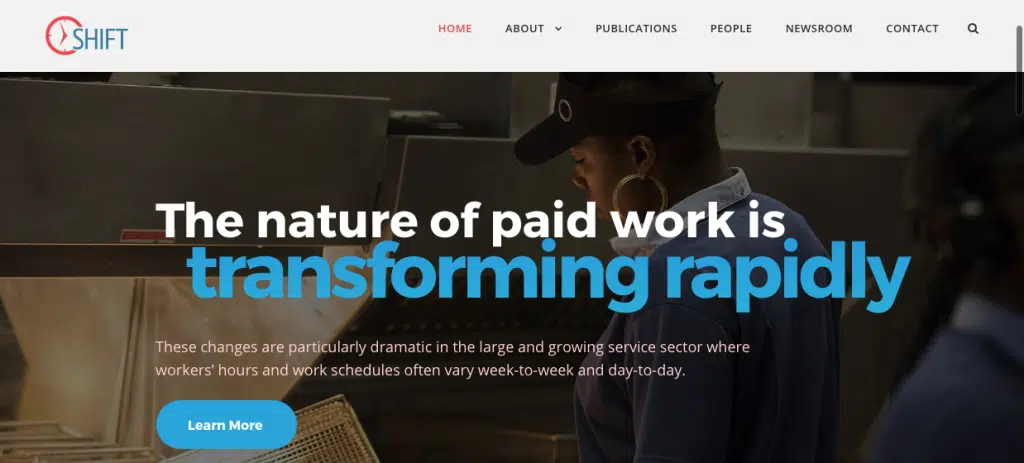 SHIFT
HOME ABOUT PUBLICATIONS PEOPLE NEWSROOM CONTACT
The nature of paid work is
transforming rapidly
These changes are particularly dramatic in the large and growing service sector where
workers’ hours and work schedules often vary week-to-week and day-to-day.
Learn More